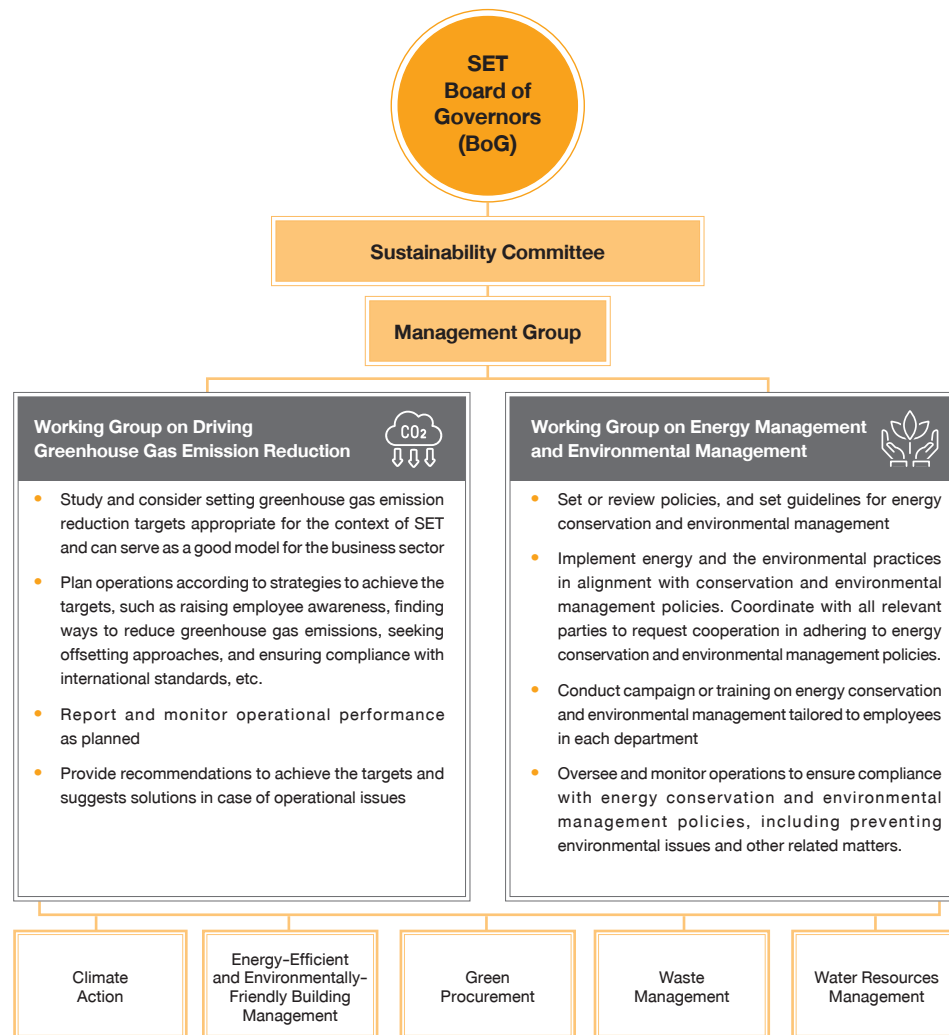 SET
Board of
Governors
(BoG)
Sustainability Committee
Management Group
Working Group on Driving
Greenhouse Gas Emission Reduction
CO₂
• Study and consider setting greenhouse gas emission
reduction targets appropriate for the context of SET
and can serve as a good model for the business sector
• Plan operations according to strategies to achieve the
targets, such as raising employee awareness, finding
ways to reduce greenhouse gas emissions, seeking
offsetting approaches, and ensuring compliance with
international standards, etc.
• Report and monitor operational performance
as planned
• Provide recommendations to achieve the targets and
suggests solutions in case of operational issues
Working Group on Energy Management
and Environmental Management
• Set or review policies, and set guidelines for energy
conservation and environmental management
• Implement energy and the environmental practices
in alignment with conservation and environmental
management policies. Coordinate with all relevant
parties to request cooperation in adhering to energy
conservation and environmental management policies.
• Conduct campaign or training on energy conservation
and environmental management tailored to employees
in each department
• Oversee and monitor operations to ensure compliance
with energy conservation and environmental
management policies, including preventing
environmental issues and other related matters.
Climate
Action
Energy-Efficient
and Environmentally-
Friendly Building
Management
Green
Procurement
Waste
Management
Water Resources
Management